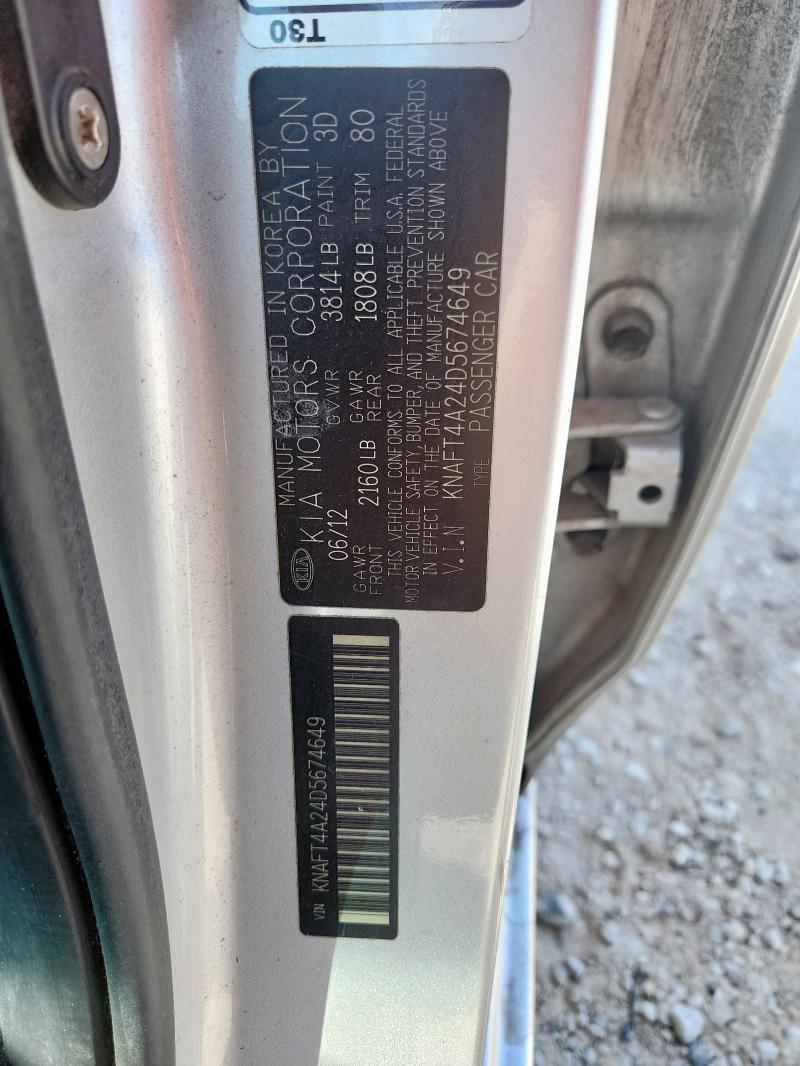 T30
MANUFACTURED IN KOREA BY
KIA KIA MOTORS CORPORATION
06/12 GVWR 3814LB PAINT 3D
GAWR FRONT 2160LB GAWR REAR 1808LB TRIM 80
THIS VEHICLE CONFORMS TO ALL APPLICABLE U.S.A. FEDERAL
MOTOR VEHICLE SAFETY, BUMPER, AND THEFT PREVENTION STANDARDS
IN EFFECT ON THE DATE OF MANUFACTURE SHOWN ABOVE
V.I.N KNAFT4A24D5674649
TYPE PASSENGER CAR
VIN KNAFT4A24D5674649